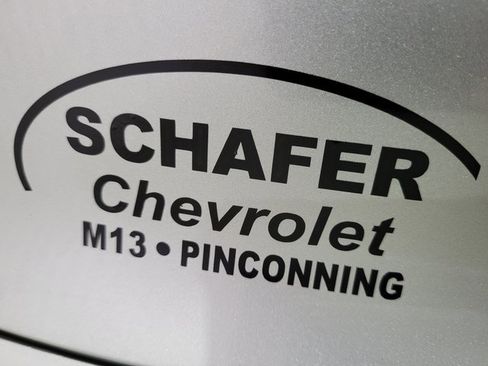 SCHAFER
Chevrolet
M13 • PINCONNING